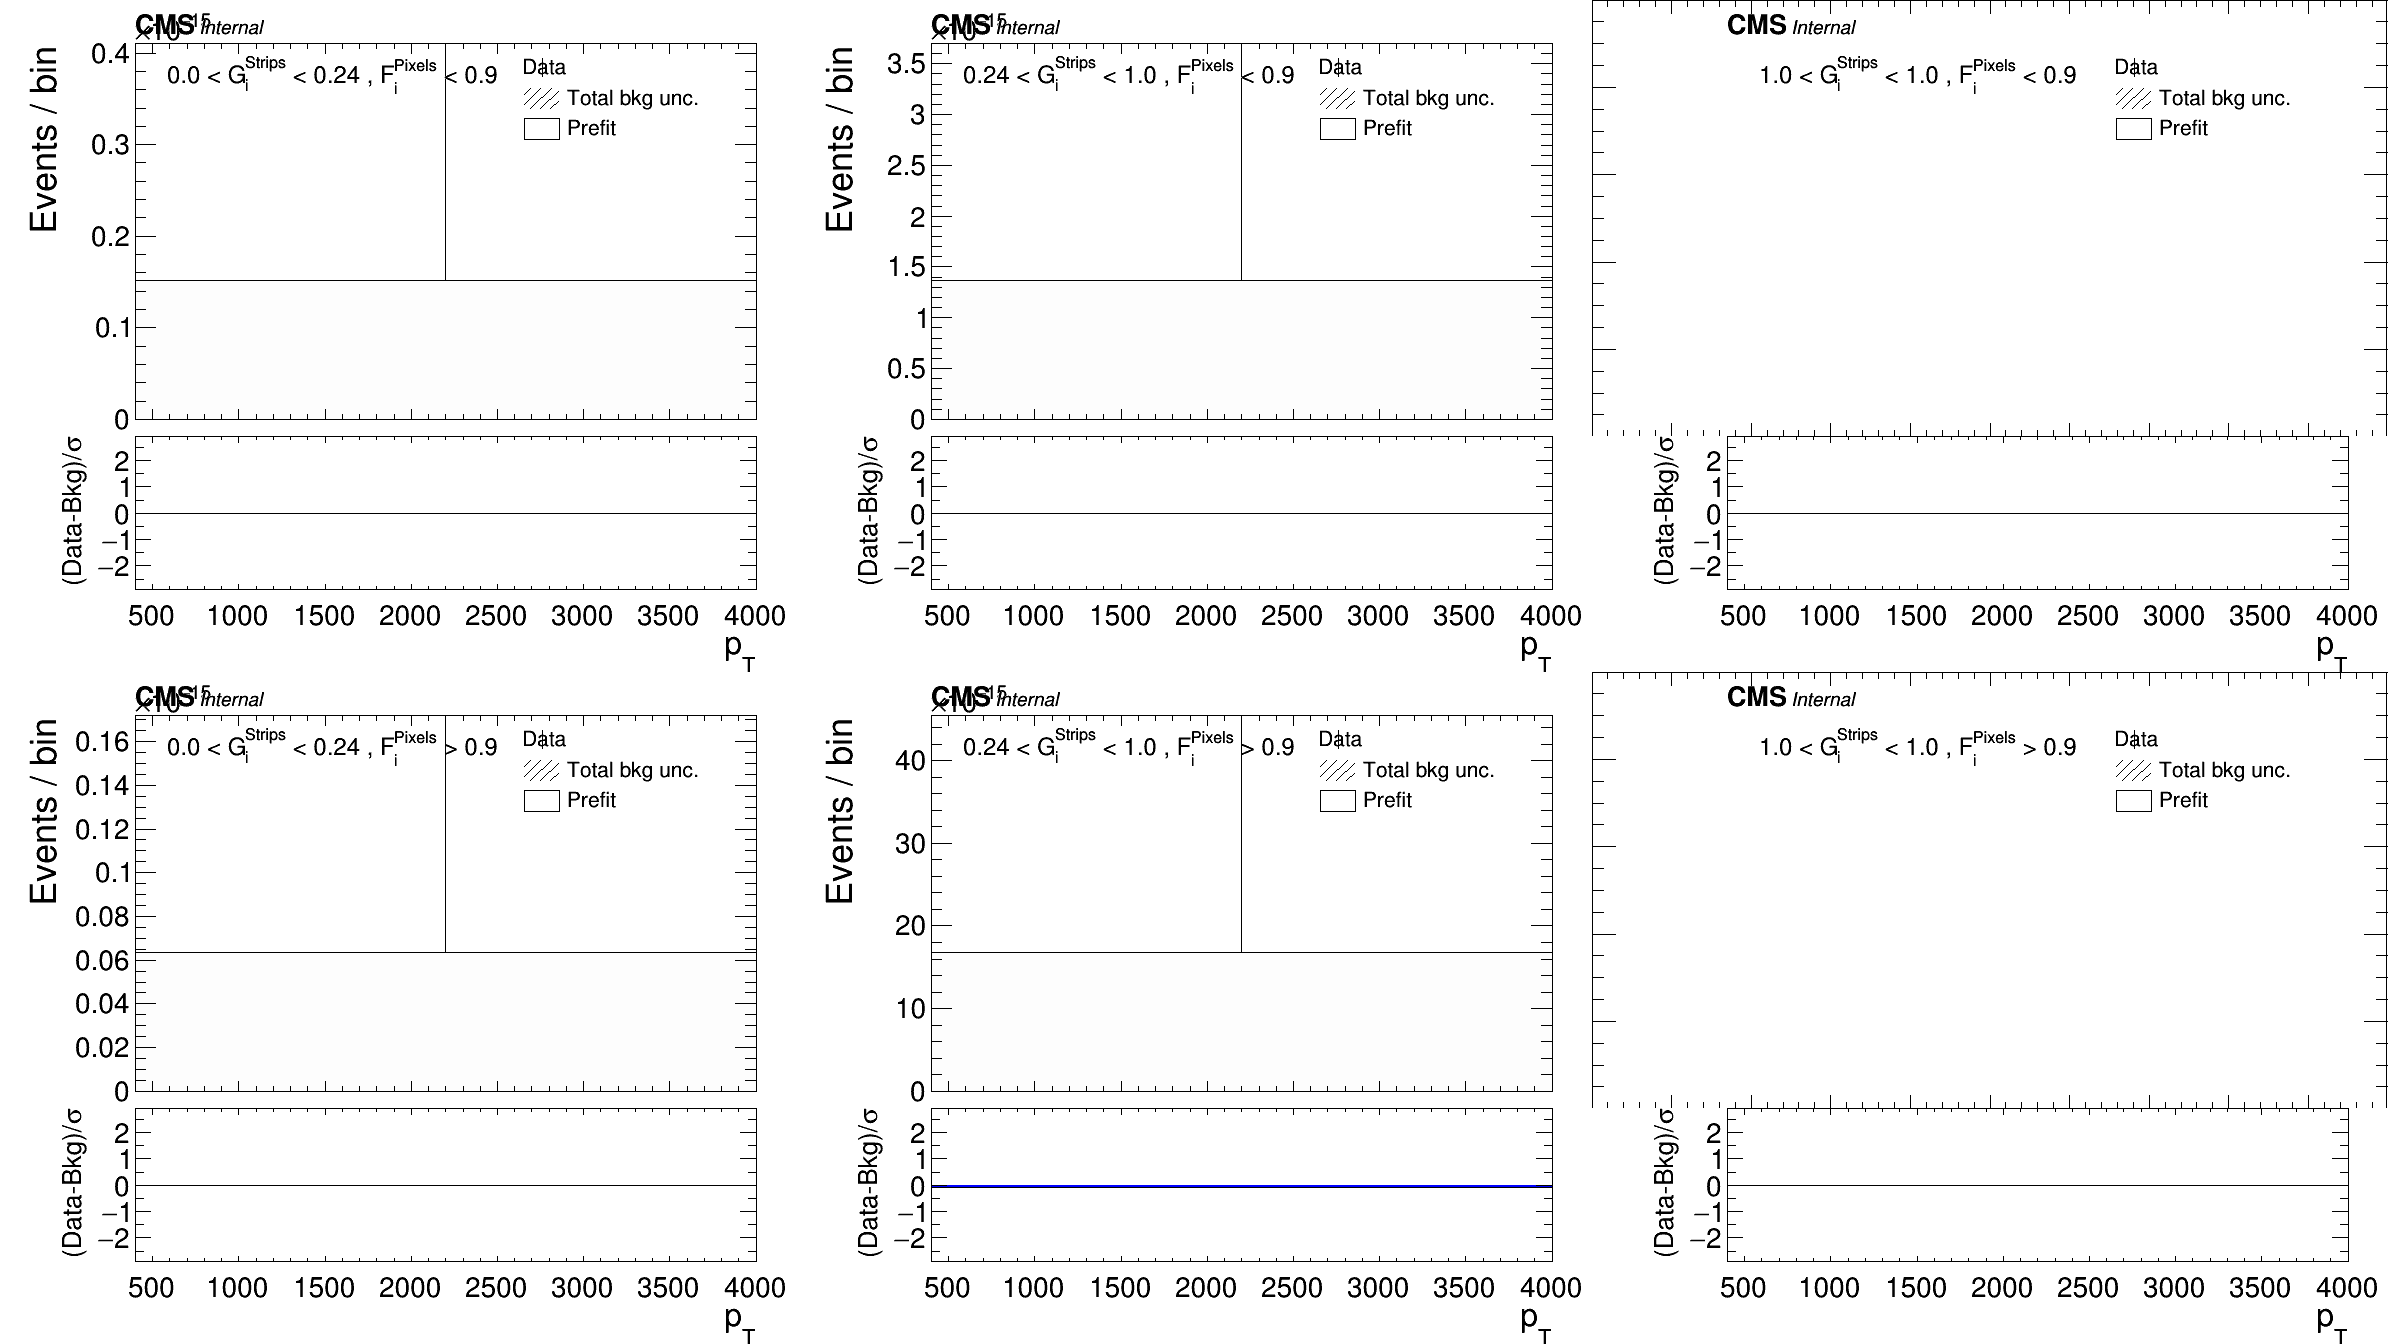 CMS Internal
×10^15
Events / bin
0.0 < G_i^Strips < 0.24 , F_i^Pixels < 0.9
Data
Total bkg unc.
Prefit
0.4
0.3
0.2
0.1
0
(Data-Bkg)/σ
2
1
0
−1
−2
500 1000 1500 2000 2500 3000 3500 4000
p_T
CMS Internal
Events / bin
0.24 < G_i^Strips < 1.0 , F_i^Pixels < 0.9
Data
Total bkg unc.
Prefit
3.5
3
2.5
2
1.5
1
0.5
0
(Data-Bkg)/σ
2
1
0
−1
−2
500 1000 1500 2000 2500 3000 3500 4000
p_T
CMS Internal
1.0 < G_i^Strips < 1.0 , F_i^Pixels < 0.9
Data
Total bkg unc.
Prefit
(Data-Bkg)/σ
2
1
0
−1
−2
500 1000 1500 2000 2500 3000 3500 4000
p_T
CMS Internal
Events / bin
0.0 < G_i^Strips < 0.24 , F_i^Pixels > 0.9
Data
Total bkg unc.
Prefit
0.16
0.14
0.12
0.1
0.08
0.06
0.04
0.02
0
(Data-Bkg)/σ
2
1
0
−1
−2
500 1000 1500 2000 2500 3000 3500 4000
p_T
CMS Internal
Events / bin
0.24 < G_i^Strips < 1.0 , F_i^Pixels > 0.9
Data
Total bkg unc.
Prefit
40
30
20
10
0
(Data-Bkg)/σ
2
1
0
−1
−2
500 1000 1500 2000 2500 3000 3500 4000
p_T
CMS Internal
1.0 < G_i^Strips < 1.0 , F_i^Pixels > 0.9
Data
Total bkg unc.
Prefit
(Data-Bkg)/σ
2
1
0
−1
−2
500 1000 1500 2000 2500 3000 3500 4000
p_T